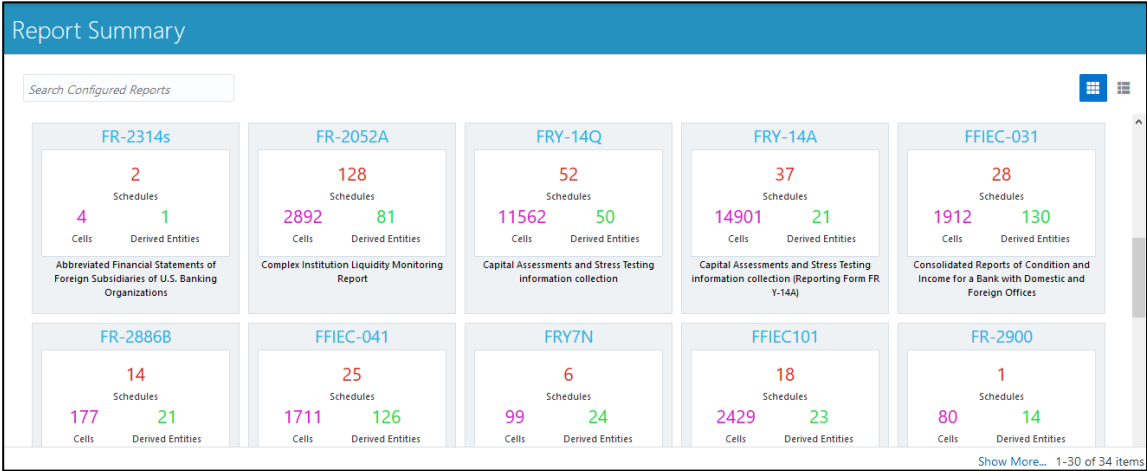 Report Summary
Search Configured Reports
FR-2314s
2
Schedules
4 1
Cells Derived Entities
Abbreviated Financial Statements of
Foreign Subsidiaries of U.S. Banking
Organizations
FR-2052A
128
Schedules
2892 81
Cells Derived Entities
Complex Institution Liquidity Monitoring
Report
FRY-14Q
52
Schedules
11562 50
Cells Derived Entities
Capital Assessments and Stress Testing
information collection
FRY-14A
37
Schedules
14901 21
Cells Derived Entities
Capital Assessments and Stress Testing
information collection (Reporting Form FR
Y-14A)
FFIEC-031
28
Schedules
1912 130
Cells Derived Entities
Consolidated Reports of Condition and
Income for a Bank with Domestic and
Foreign Offices
FR-2886B
14
Schedules
177 21
Cells Derived Entities
FFIEC-041
25
Schedules
1711 126
Cells Derived Entities
FRY7N
6
Schedules
99 24
Cells Derived Entities
FFIEC101
18
Schedules
2429 23
Cells Derived Entities
FR-2900
1
Schedules
80 14
Cells Derived Entities
Show More... 1-30 of 34 items